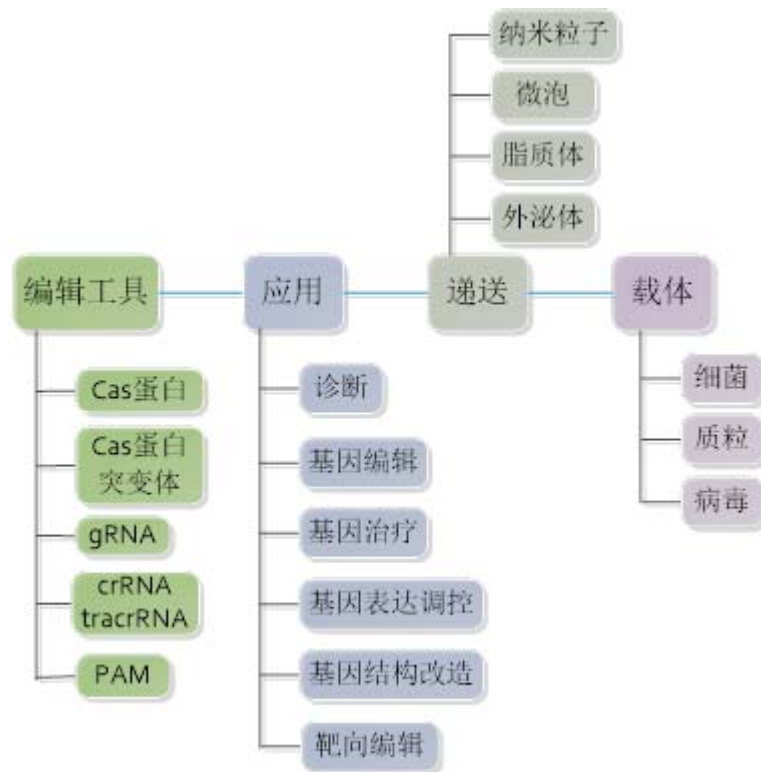 纳米粒子
微泡
脂质体
外泌体
编辑工具
应用
递送
载体
Cas蛋白
Cas蛋白
突变体
gRNA
crRNA
tracrRNA
PAM
诊断
基因编辑
基因治疗
基因表达调控
基因结构改造
靶向编辑
细菌
质粒
病毒